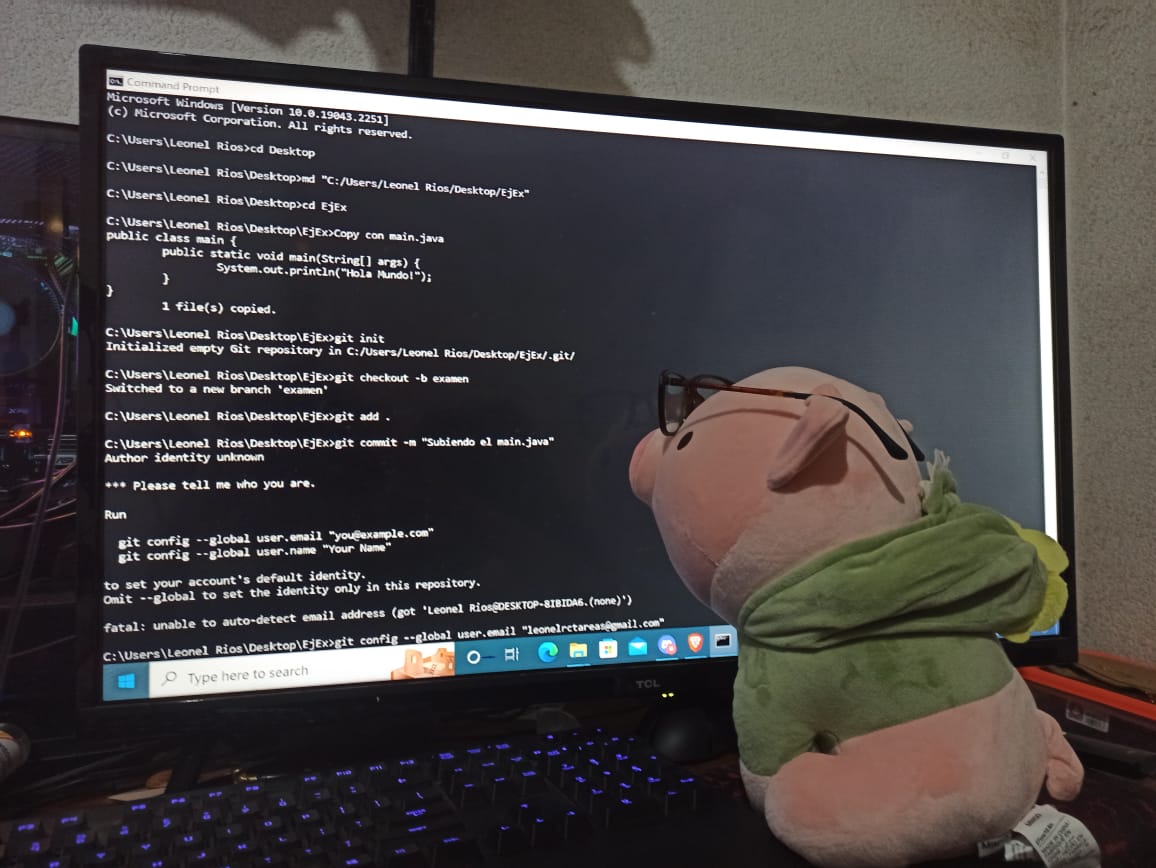 Command Prompt
Microsoft Windows [Version 10.0.19043.2251]
(c) Microsoft Corporation. All rights reserved.
C:\Users\Leonel Rios>cd Desktop
C:\Users\Leonel Rios\Desktop>md "C:/Users/Leonel Rios/Desktop/EjEx"
C:\Users\Leonel Rios\Desktop>cd EjEx
C:\Users\Leonel Rios\Desktop\EjEx>Copy con main.java
public class main {
public static void main(String[] args) {
System.out.println("Hola Mundo!");
}
}
1 file(s) copied.
C:\Users\Leonel Rios\Desktop\EjEx>git init
Initialized empty Git repository in C:/Users/Leonel Rios/Desktop/EjEx/.git/
C:\Users\Leonel Rios\Desktop\EjEx>git checkout -b examen
Switched to a new branch 'examen'
C:\Users\Leonel Rios\Desktop\EjEx>git add .
C:\Users\Leonel Rios\Desktop\EjEx>git commit -m "Subiendo el main.java"
Author identity unknown
*** Please tell me who you are.
Run
git config --global user.email "you@example.com"
git config --global user.name "Your Name"
to set your account's default identity.
Omit --global to set the identity only in this repository.
fatal: unable to auto-detect email address (got 'Leonel Rios@DESKTOP-8IBIDA6.(none)')
C:\Users\Leonel Rios\Desktop\EjEx>git config --global user.email "leonelrctareas@gmail.com"
Type here to search
TCL